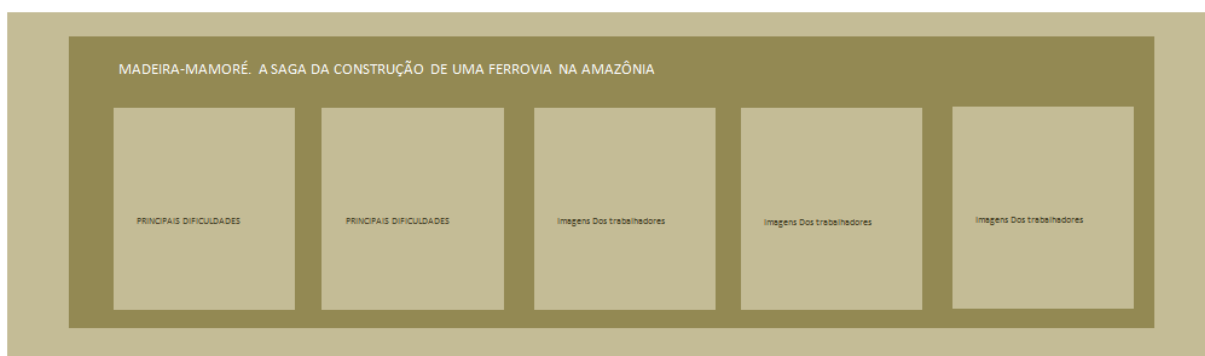 MADEIRA-MAMORÉ. A SAGA DA CONSTRUÇÃO DE UMA FERROVIA NA AMAZÔNIA
PRINCIPAIS DIFICULDADES
PRINCIPAIS DIFICULDADES
Imagens Dos trabalhadores
Imagens Dos trabalhadores
Imagens Dos trabalhadores